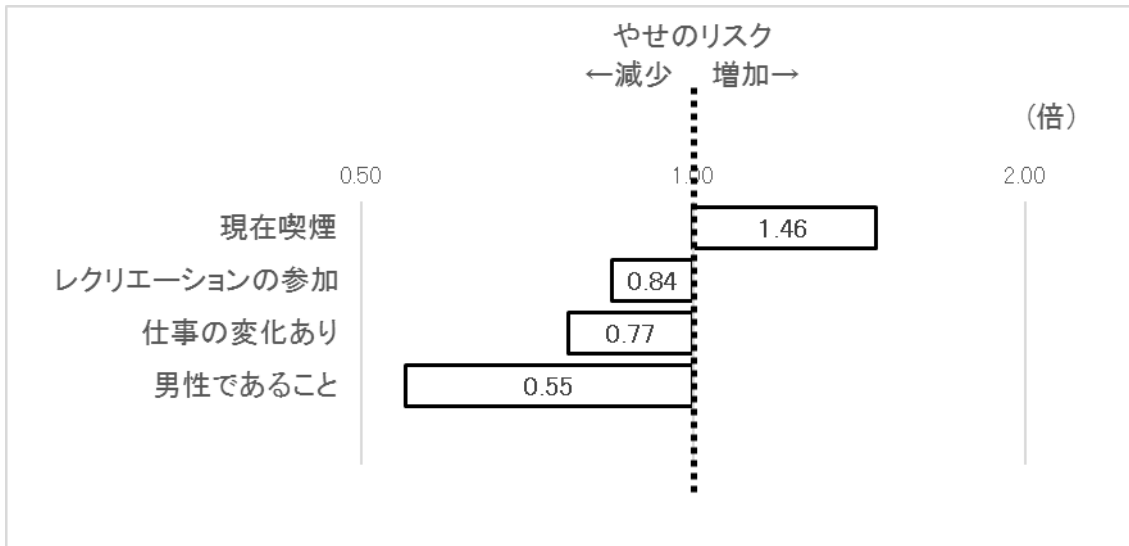 やせのリスク
←減少 増加→
（倍）
0.50 1.00 2.00
現在喫煙 1.46
レクリエーションの参加 0.84
仕事の変化あり 0.77
男性であること 0.55